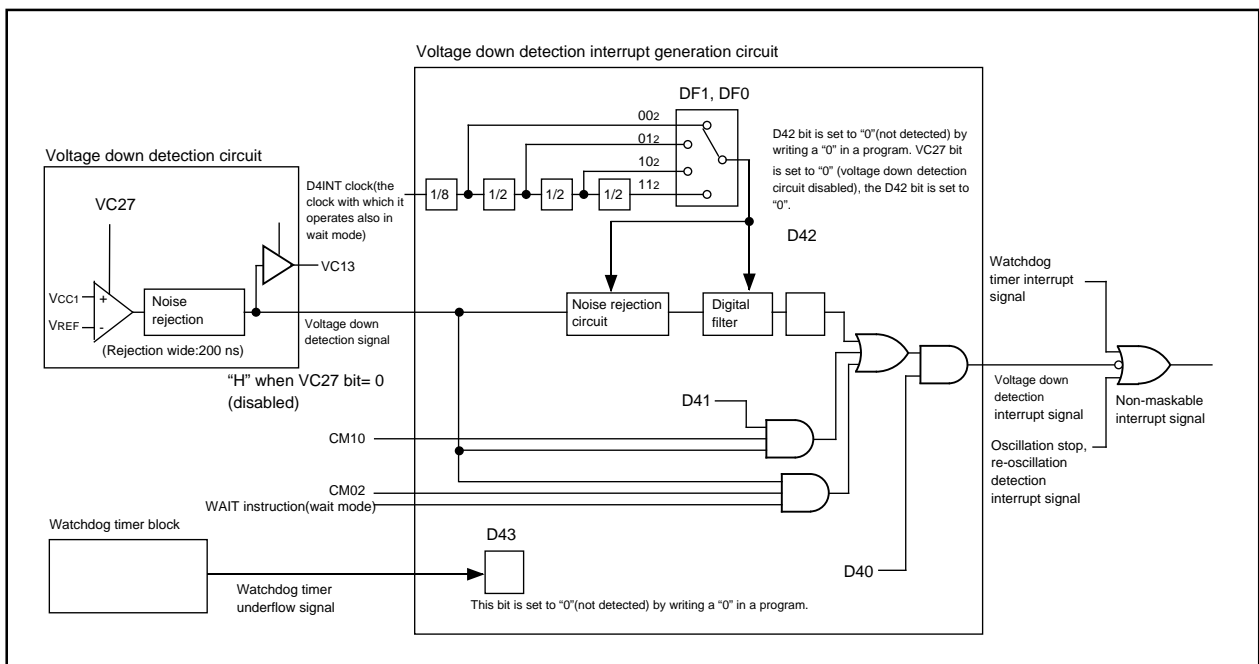 Voltage down detection interrupt generation circuit
DF1, DF0
002
012
102
112
D42 bit is set to “0”(not detected) by
writing a “0” in a program. VC27 bit
is set to “0” (voltage down detection
circuit disabled), the D42 bit is set to
“0”.
Voltage down detection circuit
VC27
D4INT clock(the
clock with which it
operates also in
wait mode)
1/8
1/2
1/2
1/2
D42
VC13
VCC1
+
VREF
-
Noise
rejection
(Rejection wide:200 ns)
Voltage down
detection signal
Noise rejection
circuit
Digital
filter
Watchdog
timer interrupt
signal
“H” when VC27 bit= 0
(disabled)
D41
CM10
CM02
WAIT instruction(wait mode)
Voltage down
detection
interrupt signal
Non-maskable
interrupt signal
Oscillation stop,
re-oscillation
detection
interrupt signal
Watchdog timer block
D43
D40
Watchdog timer
underflow signal
This bit is set to “0”(not detected) by writing a “0” in a program.